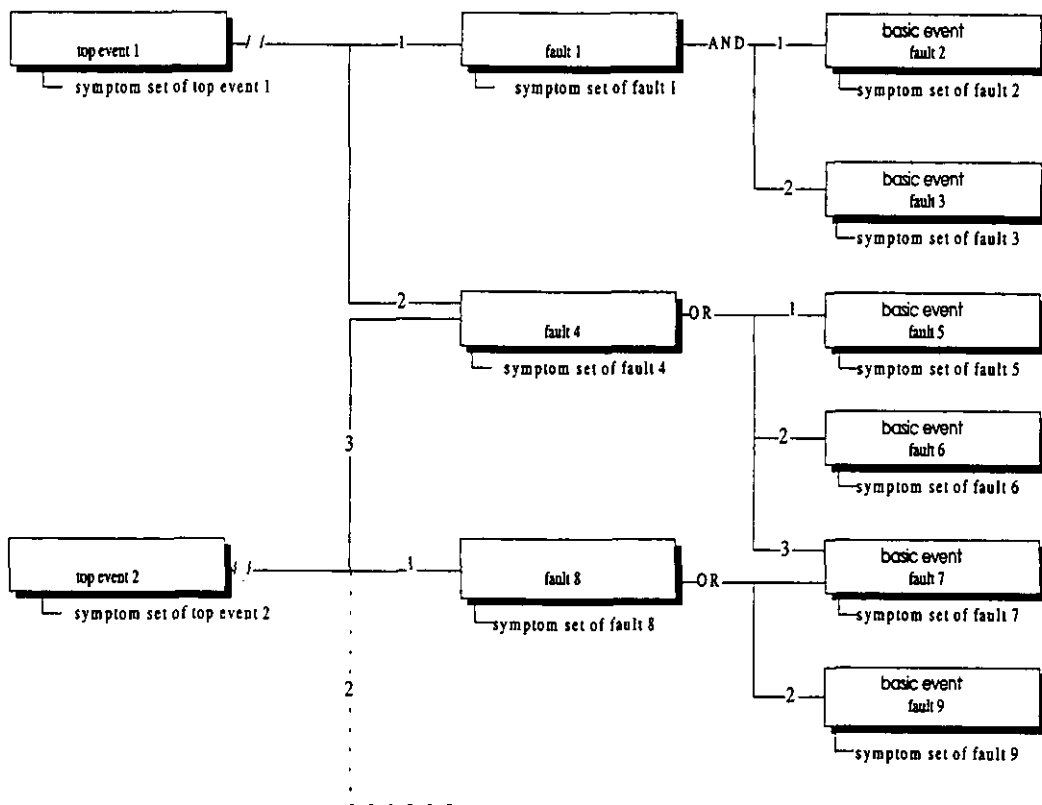 top event 1
symptom set of top event 1
1
fault 1
symptom set of fault 1
AND
1
basic event
fault 2
symptom set of fault 2
2
basic event
fault 3
symptom set of fault 3
2
fault 4
symptom set of fault 4
OR
1
basic event
fault 5
symptom set of fault 5
2
basic event
fault 6
symptom set of fault 6
3
3
basic event
fault 7
symptom set of fault 7
top event 2
symptom set of top event 2
1
fault 8
symptom set of fault 8
OR
2
2
basic event
fault 9
symptom set of fault 9